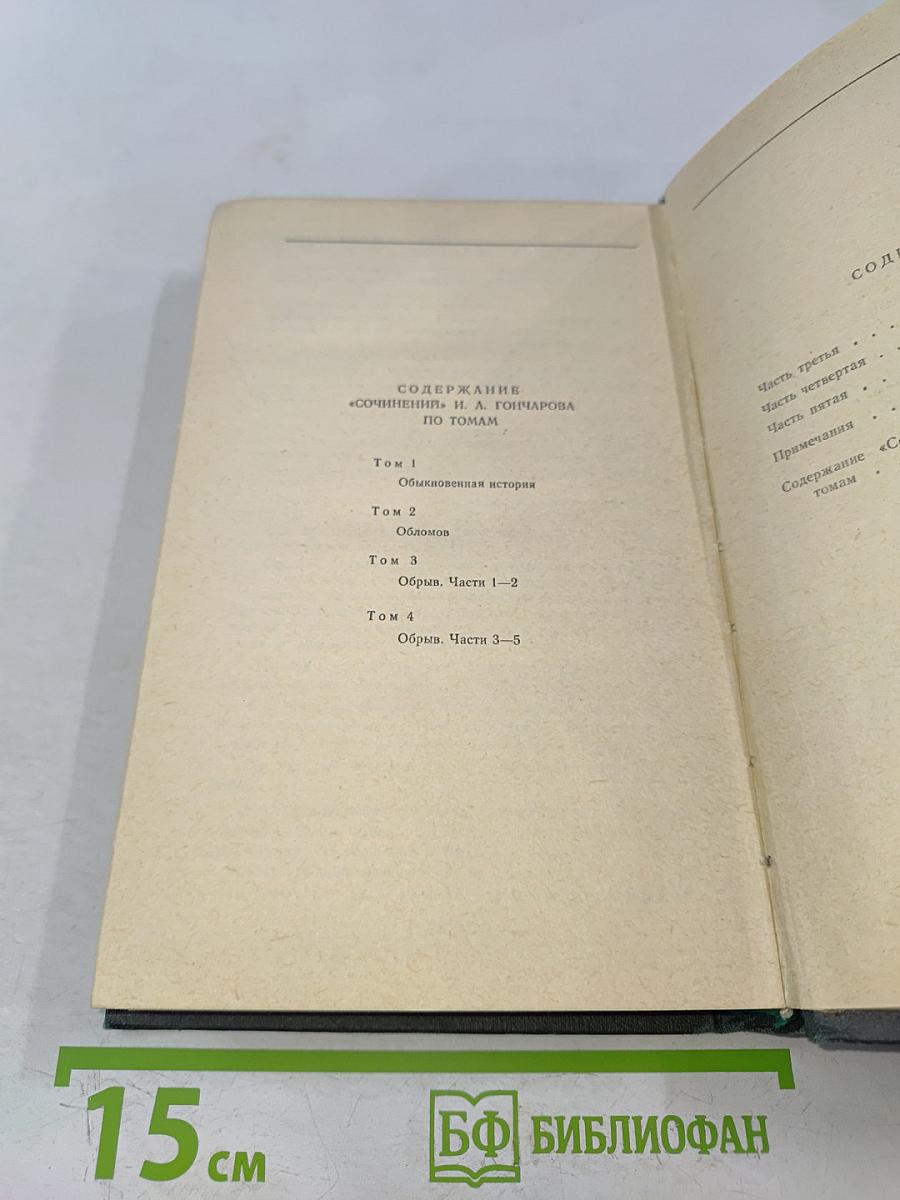 СОДЕРЖАНИЕ
«СОЧИНЕНИЙ» И. А. ГОНЧАРОВА
ПО ТОМАМ
Том 1
Обыкновенная история
Том 2
Обломов
Том 3
Обрыв. Части 1—2
Том 4
Обрыв. Части 3—5
Часть третья . .
Часть четвертая . .
Часть пятая . . .
Примечания . .
Содержание
томам .
15 см
БФ БИБЛИОФАН